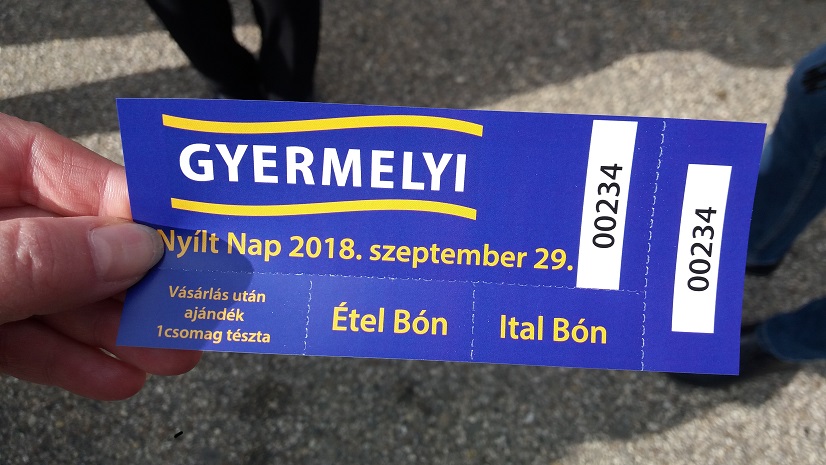 GYERMELYI
Nyílt Nap 2018. szeptember 29.
00234
00234
Vásárlás után
ajándék
1csomag tészta
Étel Bón
Ital Bón